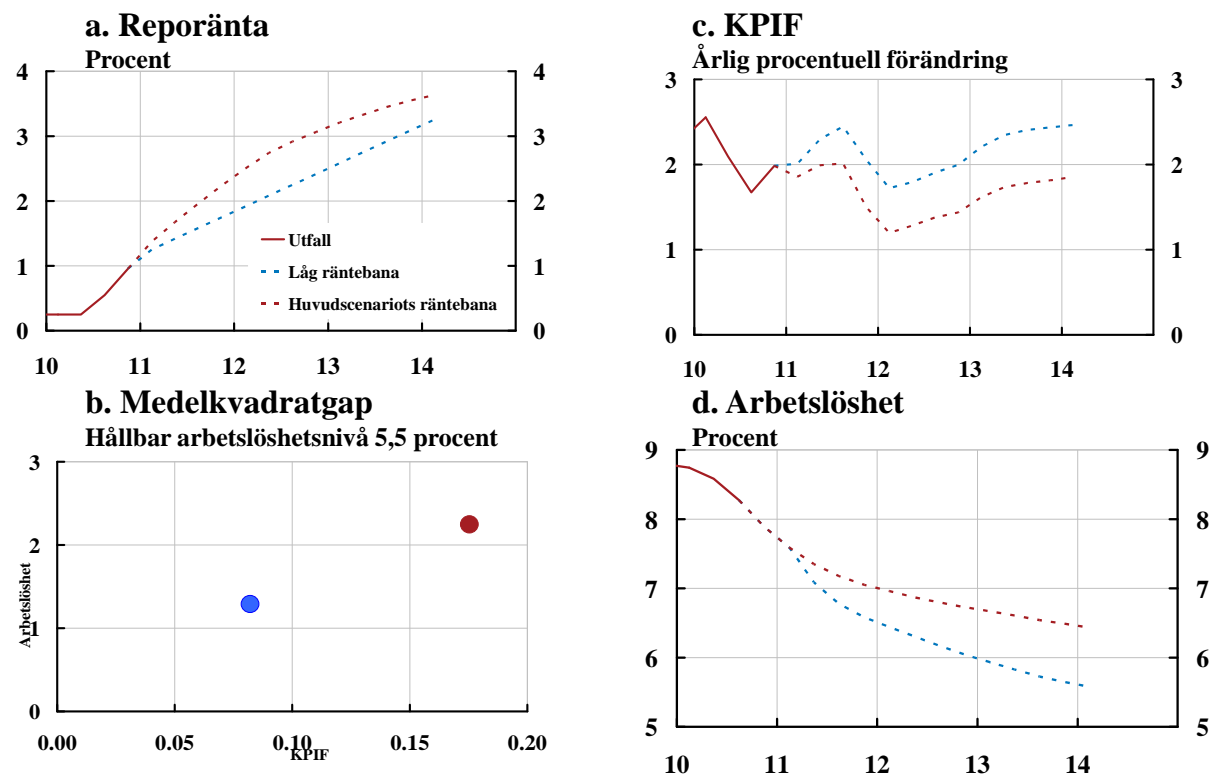 a. Reporänta
Procent
4 4
3 3
2 2
1 1
0 0
10 11 12 13 14
Utfall
Låg räntebana
Huvudscenariots räntebana
c. KPIF
Årlig procentuell förändring
3 3
2 2
1 1
0 0
10 11 12 13 14
b. Medelkvadratgap
Hållbar arbetslöshetsnivå 5,5 procent
3
2
1
0
Arbetslöshet
0.00 0.05 0.10 0.15 0.20
KPIF
d. Arbetslöshet
Procent
9 9
8 8
7 7
6 6
5 5
10 11 12 13 14